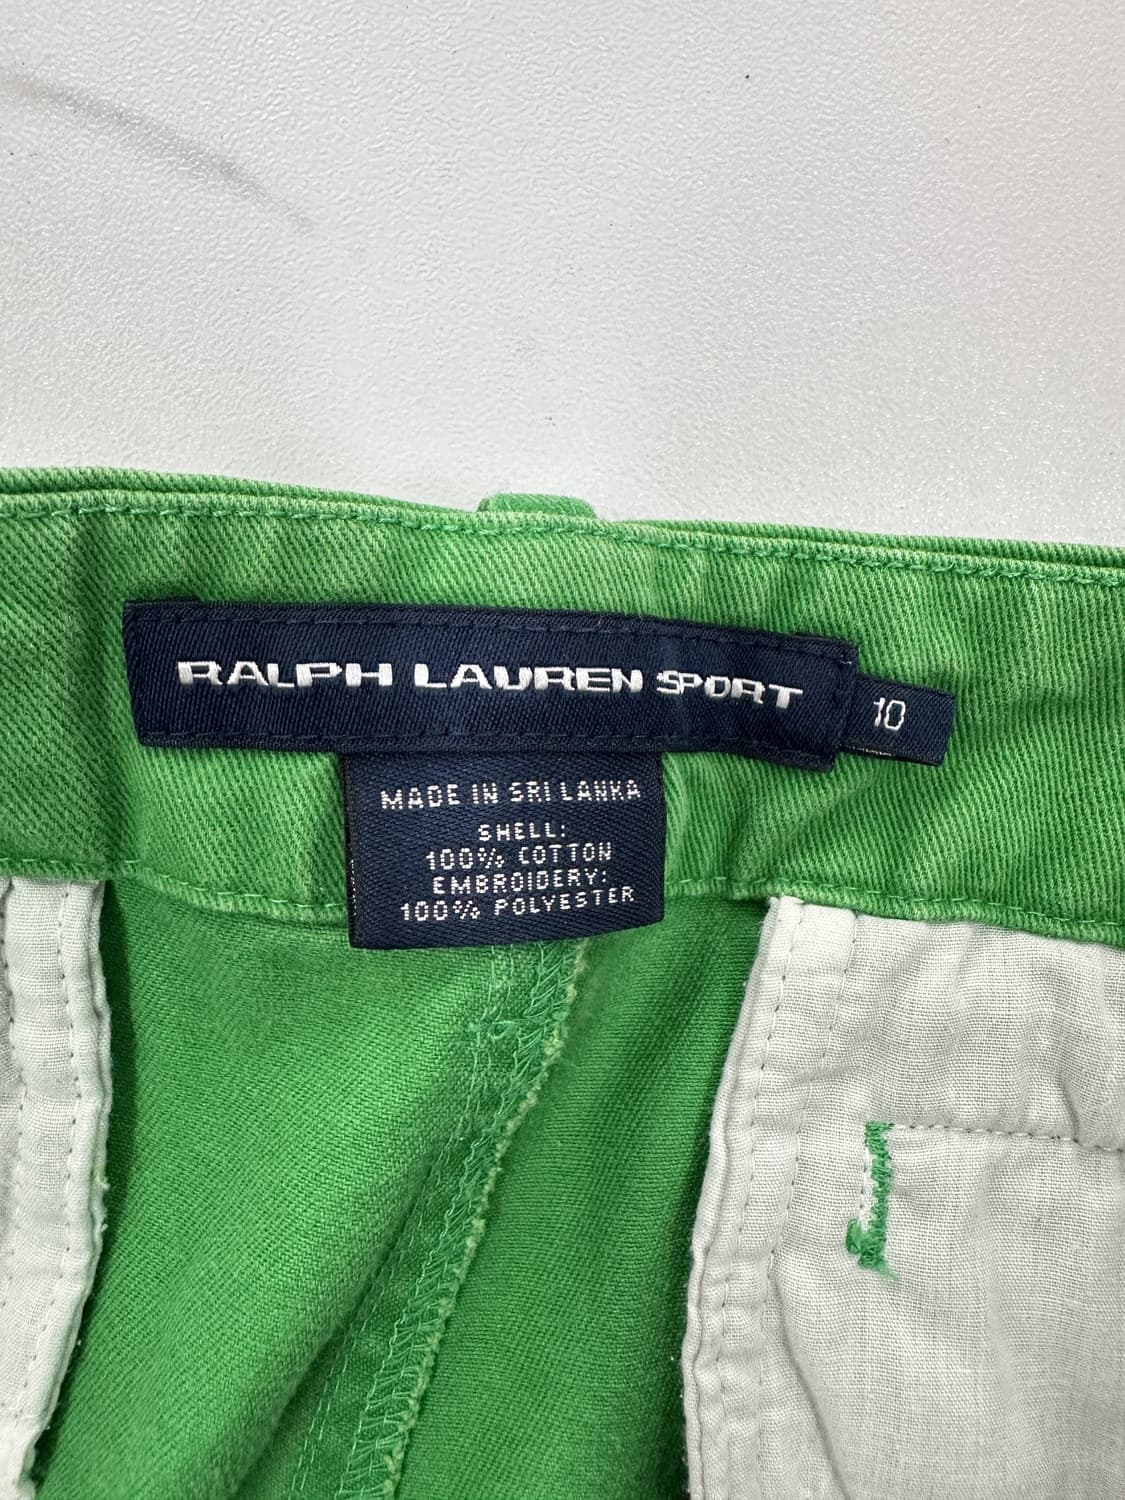 RALPH LAUREN SPORT
10
MADE IN SRI LANKA
SHELL:
100% COTTON
EMBROIDERY:
100% POLYESTER